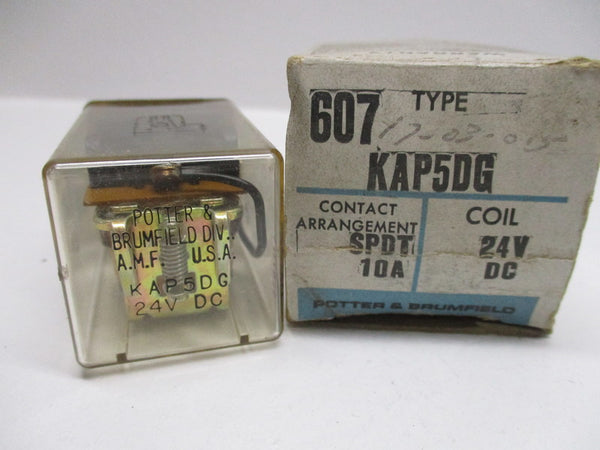 POTTER &
BRUMFIELD DIV.
A.M.F. U.S.A.
KAP5DG
24V DC
607 TYPE
KAP5DG
CONTACT
ARRANGEMENT
SPDT
10A
COIL
24V
DC
POTTER & BRUMFIELD